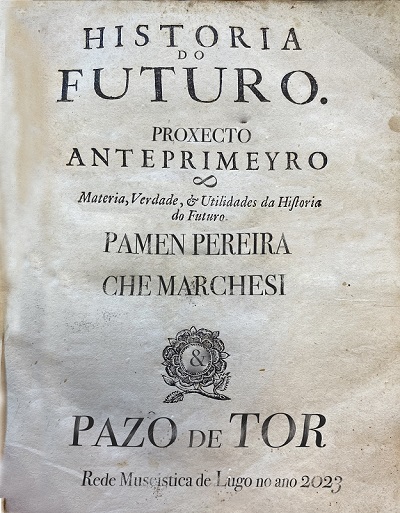 HISTORIA
DO
FUTURO.
PROXECTO
ANTEPRIMEYRO
∞
Materia, Verdade, & Utilidades da Hiſtoria
do Futuro.
PAMEN PEREIRA
CHE MARCHESI
&
PAZO DE TOR
Rede Museística de Lugo no ano 2023